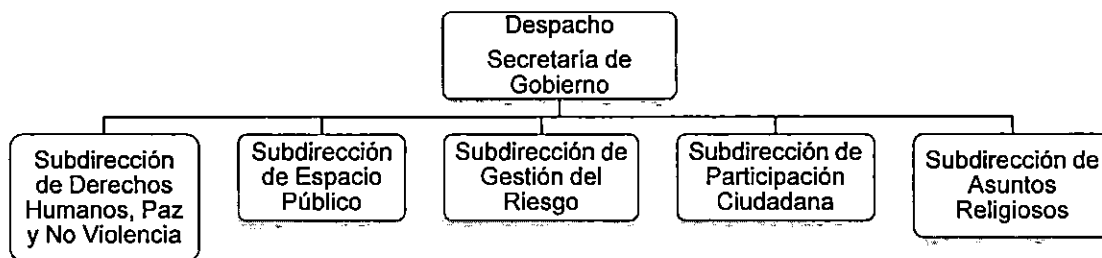 Despacho
Secretaría de
Gobierno
Subdirección
de Derechos
Humanos, Paz
y No Violencia
Subdirección
de Espacio
Público
Subdirección de
Gestión del
Riesgo
Subdirección de
Participación
Ciudadana
Subdirección de
Asuntos
Religiosos